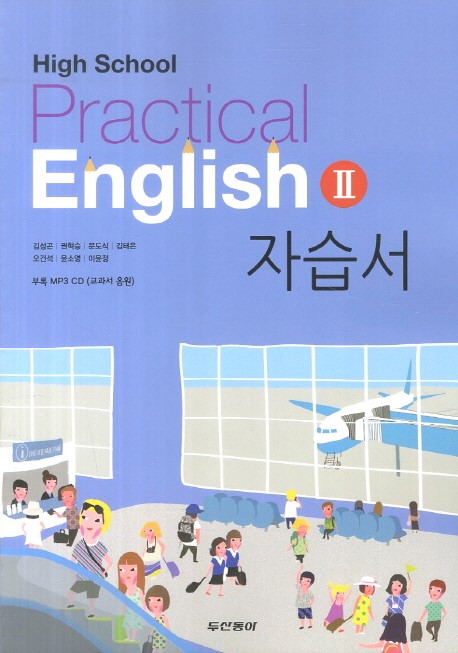 High School
Practical
English II
김성곤 | 권혁승 | 문도식 | 김태은
오건석 | 윤소영 | 이윤정
자습서
부록 MP3 CD (교과서 음원)
두산동아